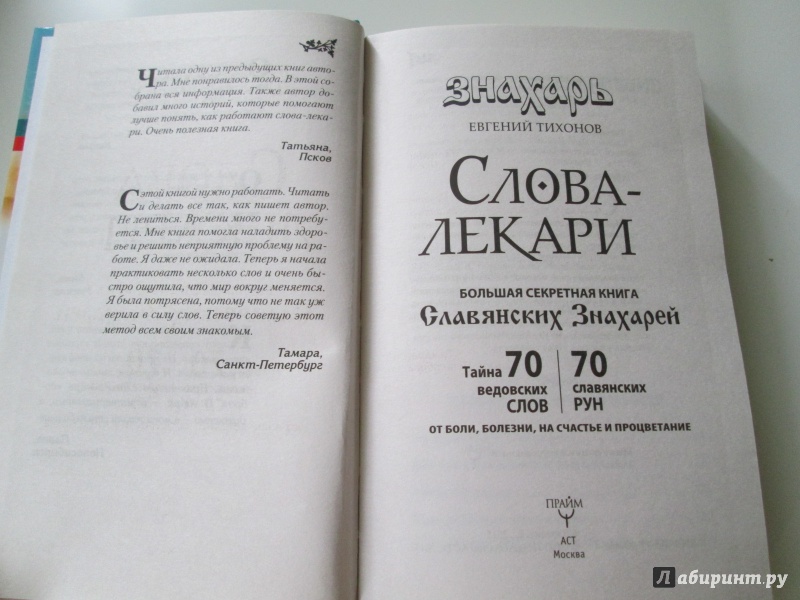 Читала одну из предыдущих книг авто-
ра. Мне понравилось тогда. В этой со-
брана вся информация. Также автор до-
бавил много историй, которые помогают
лучше понять, как работают слова-лека-
ри. Очень полезная книга.
Татьяна,
Псков
С этой книгой нужно работать. Читать
и делать все так, как пишет автор.
Не лениться. Времени много не потребу-
ется. Мне книга помогла наладить здоро-
вье и решить неприятную проблему на ра-
боте. Я даже не ожидала. Теперь я начала
практиковать несколько слов и очень бы-
стро ощутила, что мир вокруг меняется.
Я была потрясена, потому что не так уж
верила в силу слов. Теперь советую этот
метод всем своим знакомым.
Тамара,
Санкт-Петербург
Знахарь
ЕВГЕНИЙ ТИХОНОВ
СЛОВА-
ЛЕКАРИ
БОЛЬШАЯ СЕКРЕТНАЯ КНИГА
Славянских Знахарей
Тайна 70
ведовских
СЛОВ
70
славянских
РУН
ОТ БОЛИ, БОЛЕЗНИ, НА СЧАСТЬЕ И ПРОЦВЕТАНИЕ
ПРАЙМ
АСТ
Москва
Лабиринт.ру